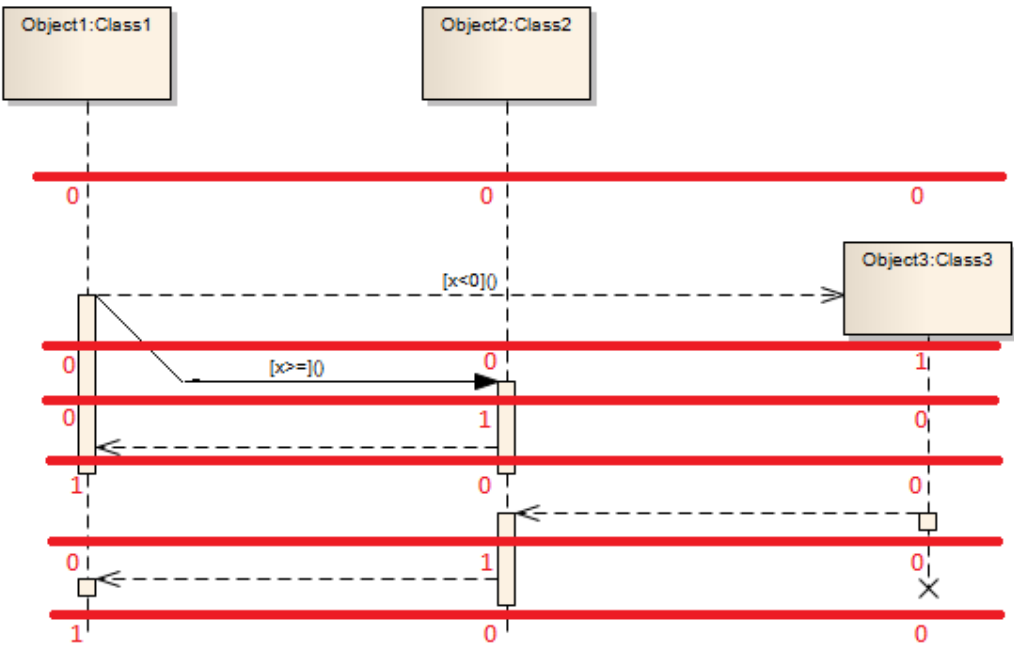 Object1:Class1 Object2:Class2
0 0 0
Object3:Class3
[x<0]()
0 0 1
[x>=]()
0 1 0
1 0 0
0 1 0
1 0 0